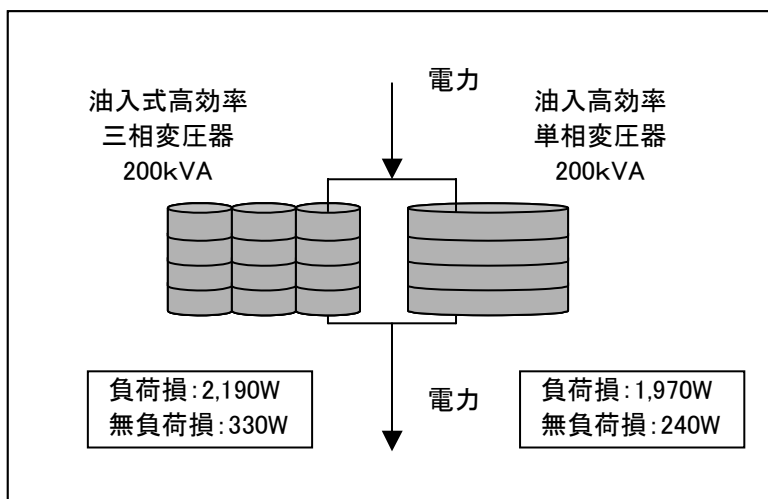 電力
油入式高効率
三相変圧器
200kVA
油入高効率
単相変圧器
200kVA
負荷損:2,190W
無負荷損:330W
電力
負荷損:1,970W
無負荷損:240W